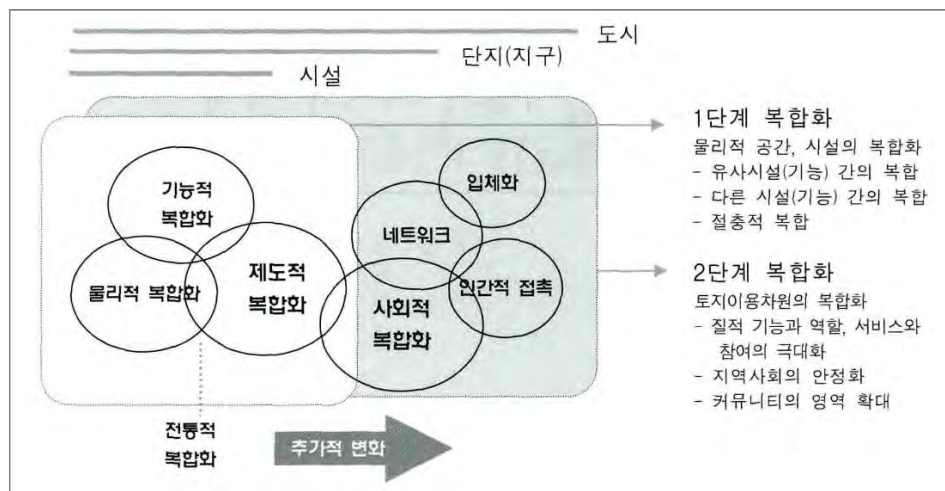 도시
단지(지구)
시설
1단계 복합화
물리적 공간, 시설의 복합화
- 유사시설(기능) 간의 복합
- 다른 시설(기능) 간의 복합
- 절충적 복합
2단계 복합화
토지이용차원의 복합화
- 질적 기능과 역할, 서비스와
참여의 극대화
- 지역사회의 안정화
- 커뮤니티의 영역 확대
기능적
복합화
물리적 복합화
제도적
복합화
입체화
네트워크
인간적 접촉
사회적
복합화
전통적
복합화
추가적 변화